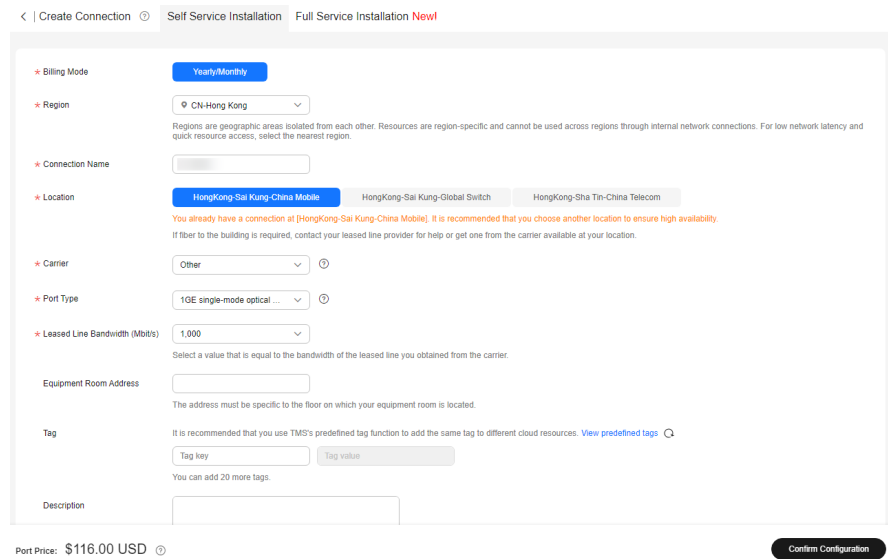 < | Create Connection ? Self Service Installation Full Service Installation New!
* Billing Mode Yearly/Monthly
* Region CN-Hong Kong
Regions are geographic areas isolated from each other. Resources are region-specific and cannot be used across regions through internal network connections. For low network latency and
quick resource access, select the nearest region.
* Connection Name
* Location HongKong-Sai Kung-China Mobile HongKong-Sai Kung-Global Switch HongKong-Sha Tin-China Telecom
You already have a connection at [HongKong-Sai Kung-China Mobile]. It is recommended that you choose another location to ensure high availability.
If fiber to the building is required, contact your leased line provider for help or get one from the carrier available at your location.
* Carrier Other ?
* Port Type 1GE single-mode optical ... ?
* Leased Line Bandwidth (Mbit/s) 1,000
Select a value that is equal to the bandwidth of the leased line you obtained from the carrier.
Equipment Room Address
The address must be specific to the floor on which your equipment room is located.
Tag It is recommended that you use TMS's predefined tag function to add the same tag to different cloud resources. View predefined tags
Tag key Tag value
You can add 20 more tags.
Description
Port Price: $116.00 USD ? Confirm Configuration